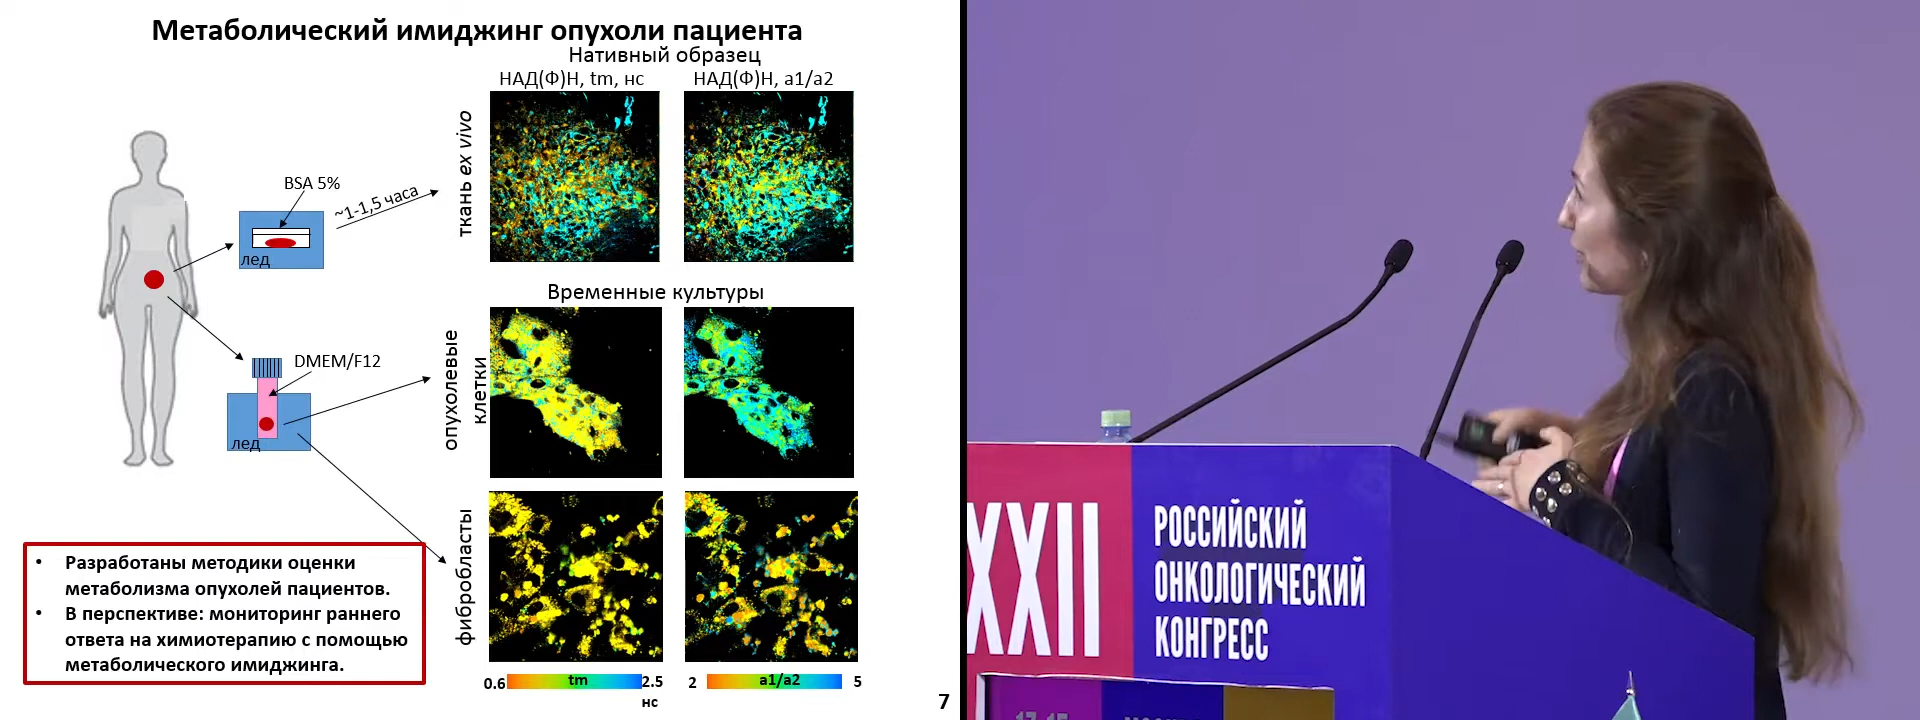 Метаболический имиджинг опухоли пациента
Нативный образец
НАД(Ф)Н, tm, нс
НАД(Ф)Н, a1/a2
ткань ex vivo
BSA 5%
~1-1,5 часа
лед
Временные культуры
DMEM/F12
лед
опухолевые
клетки
фибробласты
• Разработаны методики оценки
метаболизма опухолей пациентов.
• В перспективе: мониторинг раннего
ответа на химиотерапию с помощью
метаболического имиджинга.
0.6 tm 2.5
нс
2 a1/a2 5
7
XXII
РОССИЙСКИЙ
ОНКОЛОГИЧЕСКИЙ
КОНГРЕСС